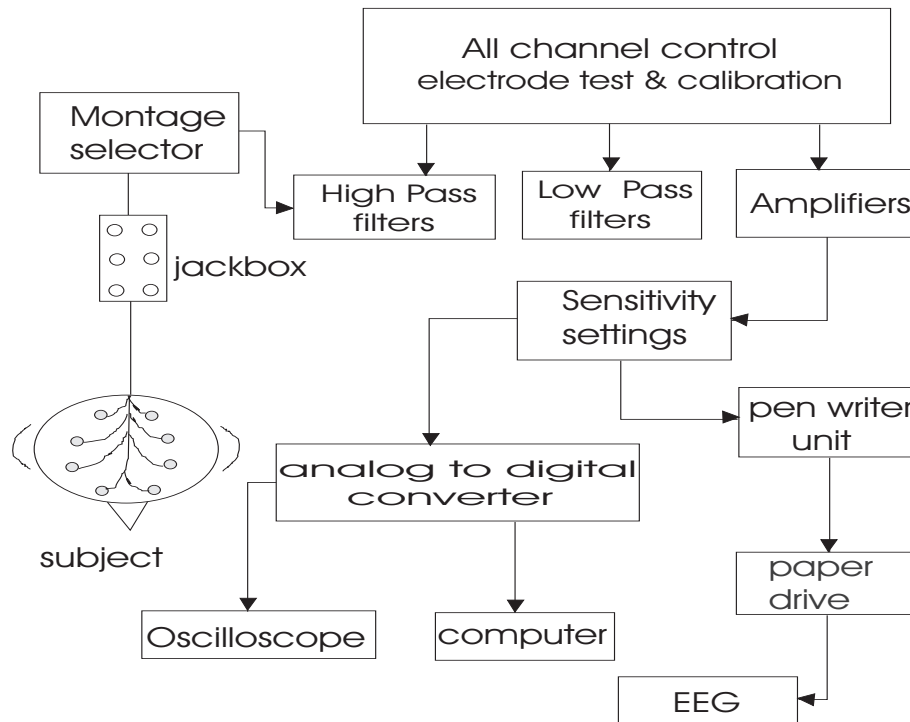 All channel control
electrode test & calibration
Montage
selector
High Pass
filters
Low Pass
filters
Amplifiers
jackbox
Sensitivity
settings
pen writer
unit
analog to digital
converter
subject
paper
drive
Oscilloscope
computer
EEG